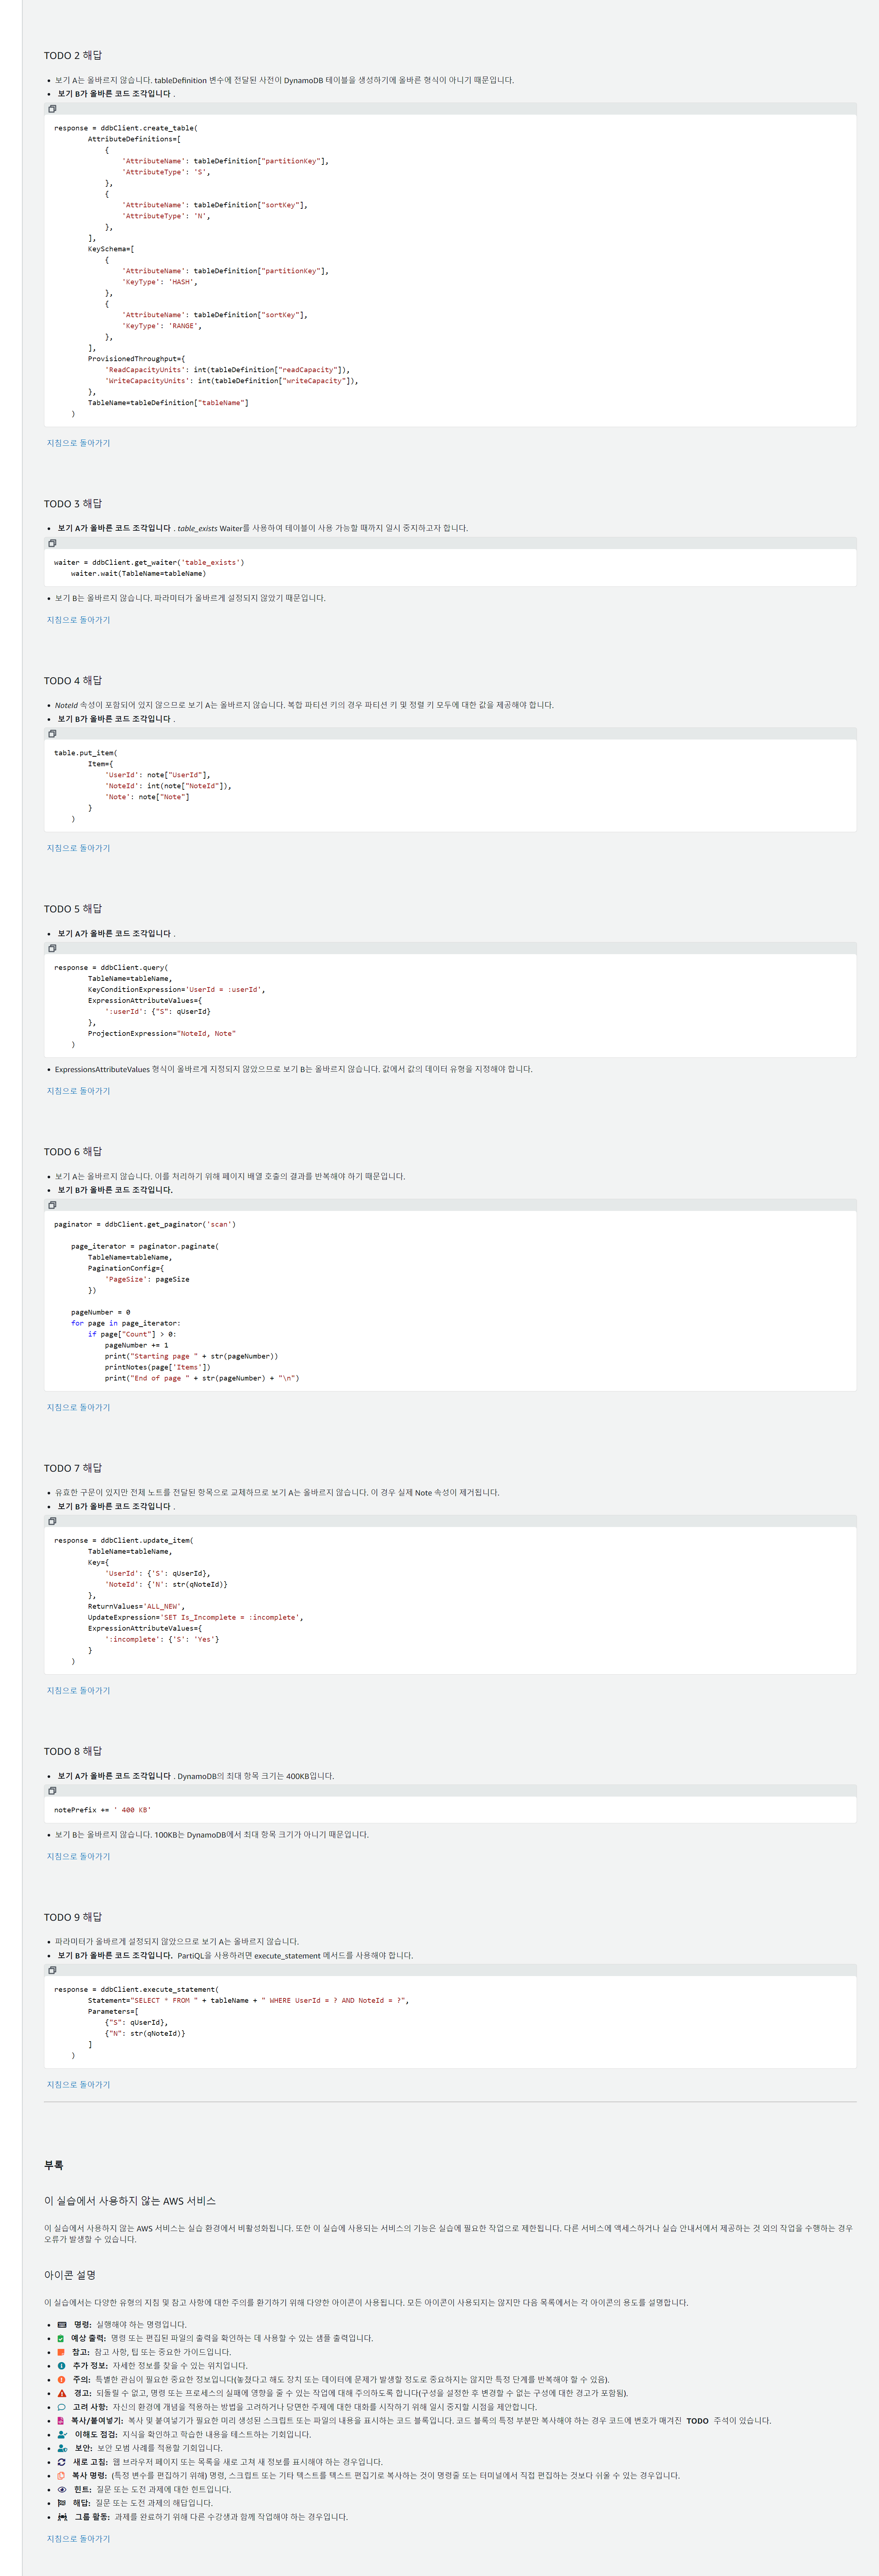 TODO 2 해답
• 보기 A는 올바르지 않습니다. tableDefinition 변수에 전달된 사전이 DynamoDB 테이블을 생성하기에 올바른 형식이 아니기 때문입니다.
• 보기 B가 올바른 코드 조각입니다 .
response = ddbClient.create_table(
        AttributeDefinitions=[
            {
                'AttributeName': tableDefinition["partitionKey"],
                'AttributeType': 'S',
            },
            {
                'AttributeName': tableDefinition["sortKey"],
                'AttributeType': 'N',
            },
        ],
        KeySchema=[
            {
                'AttributeName': tableDefinition["partitionKey"],
                'KeyType': 'HASH',
            },
            {
                'AttributeName': tableDefinition["sortKey"],
                'KeyType': 'RANGE',
            },
        ],
        ProvisionedThroughput={
            'ReadCapacityUnits': int(tableDefinition["readCapacity"]),
            'WriteCapacityUnits': int(tableDefinition["writeCapacity"]),
        },
        TableName=tableDefinition["tableName"]
    )
지침으로 돌아가기
TODO 3 해답
• 보기 A가 올바른 코드 조각입니다 . table_exists Waiter를 사용하여 테이블이 사용 가능할 때까지 일시 중지하고자 합니다.
waiter = ddbClient.get_waiter('table_exists')
    waiter.wait(TableName=tableName)
• 보기 B는 올바르지 않습니다. 파라미터가 올바르게 설정되지 않았기 때문입니다.
지침으로 돌아가기
TODO 4 해답
• NoteId 속성이 포함되어 있지 않으므로 보기 A는 올바르지 않습니다. 복합 파티션 키의 경우 파티션 키 및 정렬 키 모두에 대한 값을 제공해야 합니다.
• 보기 B가 올바른 코드 조각입니다 .
table.put_item(
        Item={
            'UserId': note["UserId"],
            'NoteId': int(note["NoteId"]),
            'Note': note["Note"]
        }
    )
지침으로 돌아가기
TODO 5 해답
• 보기 A가 올바른 코드 조각입니다 .
response = ddbClient.query(
        TableName=tableName,
        KeyConditionExpression='UserId = :userId',
        ExpressionAttributeValues={
            ':userId': {"S": qUserId}
        },
        ProjectionExpression="NoteId, Note"
    )
• ExpressionsAttributeValues 형식이 올바르게 지정되지 않았으므로 보기 B는 올바르지 않습니다. 값에서 값의 데이터 유형을 지정해야 합니다.
지침으로 돌아가기
TODO 6 해답
• 보기 A는 올바르지 않습니다. 이를 처리하기 위해 페이지 배열 호출의 결과를 반복해야 하기 때문입니다.
• 보기 B가 올바른 코드 조각입니다.
paginator = ddbClient.get_paginator('scan')
    page_iterator = paginator.paginate(
        TableName=tableName,
        PaginationConfig={
            'PageSize': pageSize
        })
    pageNumber = 0
    for page in page_iterator:
        if page["Count"] > 0:
            pageNumber += 1
            print("Starting page " + str(pageNumber))
            printNotes(page['Items'])
            print("End of page " + str(pageNumber) + "\n")
지침으로 돌아가기
TODO 7 해답
• 유효한 구문이 있지만 전체 노트를 전달된 항목으로 교체하므로 보기 A는 올바르지 않습니다. 이 경우 실제 Note 속성이 제거됩니다.
• 보기 B가 올바른 코드 조각입니다 .
response = ddbClient.update_item(
        TableName=tableName,
        Key={
            'UserId': {'S': qUserId},
            'NoteId': {'N': str(qNoteId)}
        },
        ReturnValues='ALL_NEW',
        UpdateExpression='SET Is_Incomplete = :incomplete',
        ExpressionAttributeValues={
            ':incomplete': {'S': 'Yes'}
        }
    )
지침으로 돌아가기
TODO 8 해답
• 보기 A가 올바른 코드 조각입니다 . DynamoDB의 최대 항목 크기는 400KB입니다.
notePrefix += ' 400 KB'
• 보기 B는 올바르지 않습니다. 100KB는 DynamoDB에서 최대 항목 크기가 아니기 때문입니다.
지침으로 돌아가기
TODO 9 해답
• 파라미터가 올바르게 설정되지 않았으므로 보기 A는 올바르지 않습니다.
• 보기 B가 올바른 코드 조각입니다. PartiQL을 사용하려면 execute_statement 메서드를 사용해야 합니다.
response = ddbClient.execute_statement(
        Statement="SELECT * FROM " + tableName + " WHERE UserId = ? AND NoteId = ?",
        Parameters=[
            {"S": qUserId},
            {"N": str(qNoteId)}
        ]
    )
지침으로 돌아가기
부록
이 실습에서 사용하지 않는 AWS 서비스
이 실습에서 사용하지 않는 AWS 서비스는 실습 환경에서 비활성화됩니다. 또한 이 실습에 사용되는 서비스의 기능은 실습에 필요한 작업으로 제한됩니다. 다른 서비스에 액세스하거나 실습 안내서에서 제공하는 것 외의 작업을 수행하는 경우
오류가 발생할 수 있습니다.
아이콘 설명
이 실습에서는 다양한 유형의 지침 및 참고 사항에 대한 주의를 환기하기 위해 다양한 아이콘이 사용됩니다. 모든 아이콘이 사용되지는 않지만 다음 목록에서는 각 아이콘의 용도를 설명합니다.
• 명령: 실행해야 하는 명령입니다.
• 예상 출력: 명령 또는 편집된 파일의 출력을 확인하는 데 사용할 수 있는 샘플 출력입니다.
• 참고: 참고 사항, 팁 또는 중요한 가이드입니다.
• 추가 정보: 자세한 정보를 찾을 수 있는 위치입니다.
• 주의: 특별한 관심이 필요한 중요한 정보입니다(놓쳤다고 해도 장치 또는 데이터에 문제가 발생할 정도로 중요하지는 않지만 특정 단계를 반복해야 할 수 있음).
• 경고: 되돌릴 수 없고, 명령 또는 프로세스의 실패에 영향을 줄 수 있는 작업에 대해 주의하도록 합니다(구성을 설정한 후 변경할 수 없는 구성에 대한 경고가 포함됨).
• 고려 사항: 자신의 환경에 개념을 적용하는 방법을 고려하거나 당면한 주제에 대한 대화를 시작하기 위해 일시 중지할 시점을 제안합니다.
• 복사/붙여넣기: 복사 및 붙여넣기가 필요한 미리 생성된 스크립트 또는 파일의 내용을 표시하는 코드 블록입니다. 코드 블록의 특정 부분만 복사해야 하는 경우 코드에 번호가 매겨진 TODO 주석이 있습니다.
• 이해도 점검: 지식을 확인하고 학습한 내용을 테스트하는 기회입니다.
• 보안: 보안 모범 사례를 적용할 기회입니다.
• 새로 고침: 웹 브라우저 페이지 또는 목록을 새로 고쳐 새 정보를 표시해야 하는 경우입니다.
• 복사 명령: (특정 변수를 편집하기 위해) 명령, 스크립트 또는 기타 텍스트를 텍스트 편집기로 복사하는 것이 명령줄 또는 터미널에서 직접 편집하는 것보다 쉬울 수 있는 경우입니다.
• 힌트: 질문 또는 도전 과제에 대한 힌트입니다.
• 해답: 질문 또는 도전 과제의 해답입니다.
• 그룹 활동: 과제를 완료하기 위해 다른 수강생과 함께 작업해야 하는 경우입니다.
지침으로 돌아가기